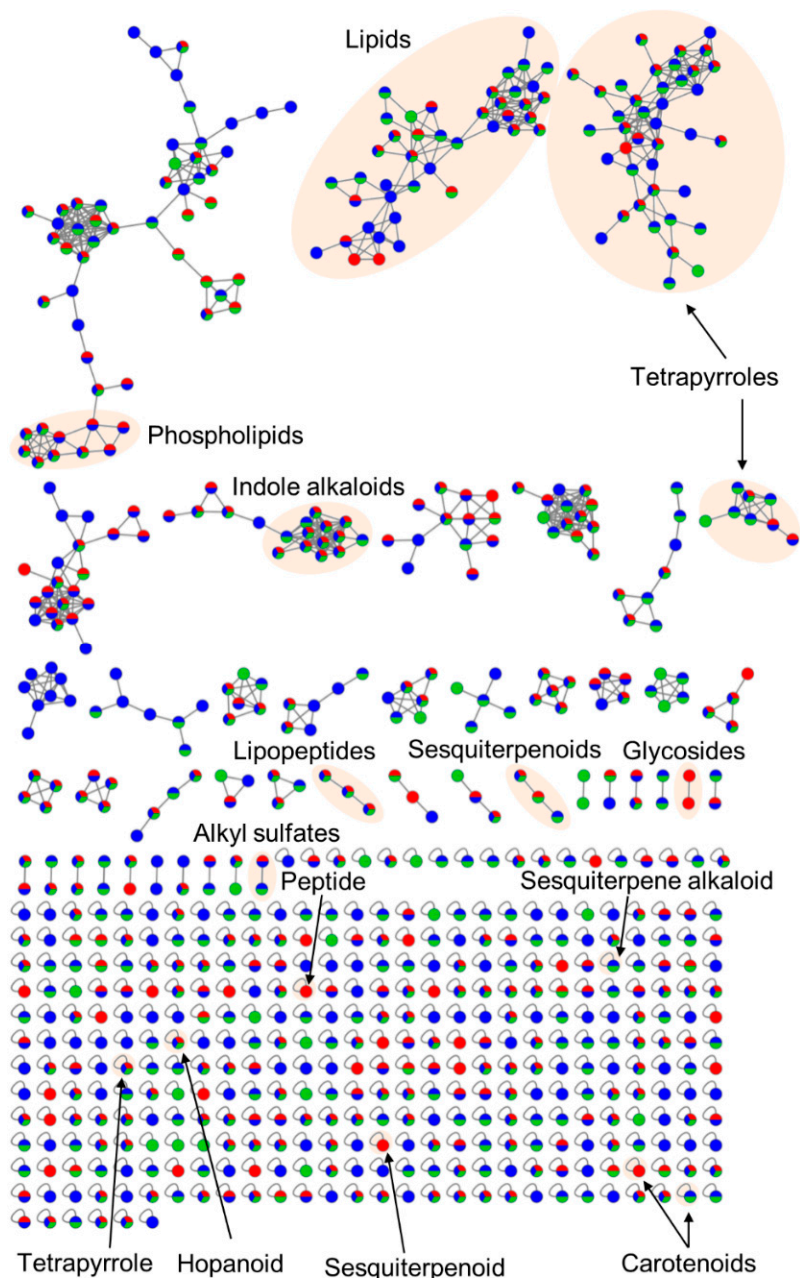 Lipids
Tetrapyrroles
Phospholipids
Indole alkaloids
Lipopeptides
Sesquiterpenoids
Glycosides
Alkyl sulfates
Peptide
Sesquiterpene alkaloid
Tetrapyrrole
Hopanoid
Sesquiterpenoid
Carotenoids